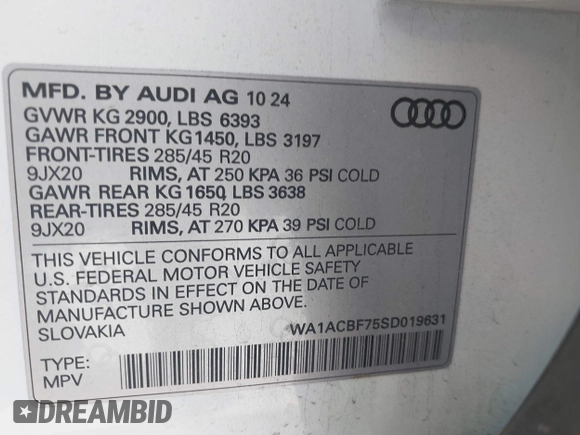 MFD. BY AUDI AG 10 24
GVWR KG 2900, LBS 6393
GAWR FRONT KG 1450, LBS 3197
FRONT-TIRES 285/45 R20
9JX20 RIMS, AT 250 KPA 36 PSI COLD
GAWR REAR KG 1650, LBS 3638
REAR-TIRES 285/45 R20
9JX20 RIMS, AT 270 KPA 39 PSI COLD
THIS VEHICLE CONFORMS TO ALL APPLICABLE
U.S. FEDERAL MOTOR VEHICLE SAFETY
STANDARDS IN EFFECT ON THE DATE OF
MANUFACTURE SHOWN ABOVE.
SLOVAKIA
WA1ACBF75SD019631
TYPE:
MPV
DREAMBID